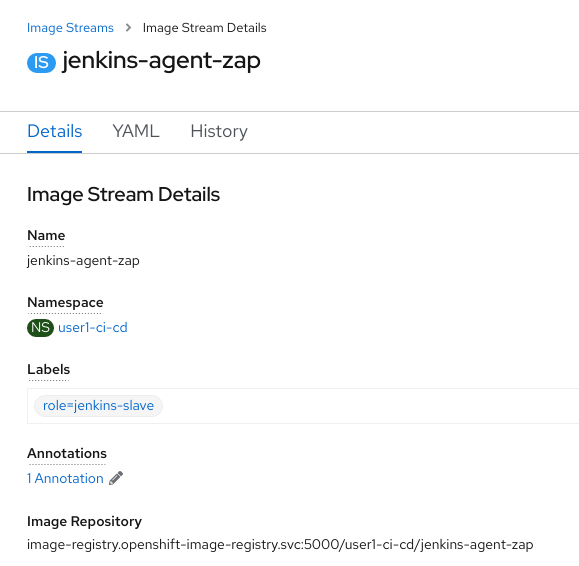 Image Streams > Image Stream Details
IS jenkins-agent-zap
Details YAML History
Image Stream Details
Name
jenkins-agent-zap
Namespace
NS user1-ci-cd
Labels
role=jenkins-slave
Annotations
1 Annotation
Image Repository
image-registry.openshift-image-registry.svc:5000/user1-ci-cd/jenkins-agent-zap